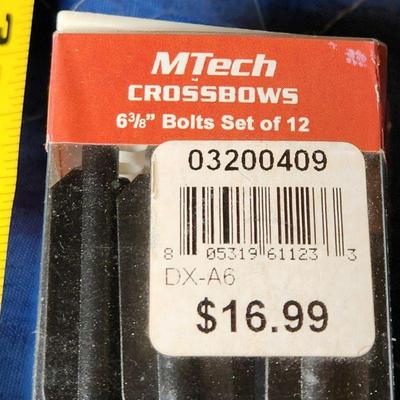 MTech
CROSSBOWS
6 3/8" Bolts Set of 12
03200409
8 05319 61123 3
DX-A6
$16.99